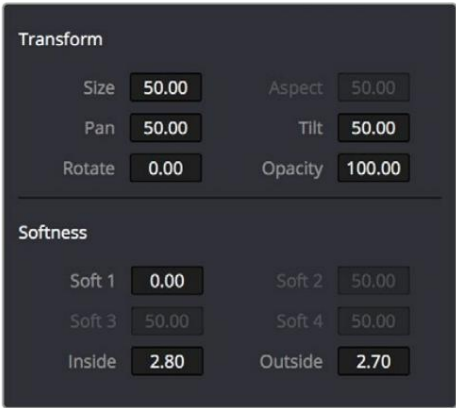 Transform
Size 50.00 Aspect 50.00
Pan 50.00 Tilt 50.00
Rotate 0.00 Opacity 100.00
Softness
Soft 1 0.00 Soft 2 50.00
Soft 3 50.00 Soft 4 50.00
Inside 2.80 Outside 2.70